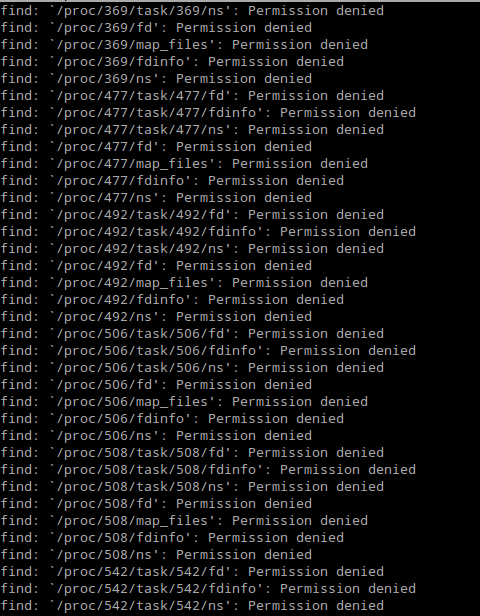 find: `/proc/369/task/369/ns': Permission denied
find: `/proc/369/fd': Permission denied
find: `/proc/369/map_files': Permission denied
find: `/proc/369/fdinfo': Permission denied
find: `/proc/369/ns': Permission denied
find: `/proc/477/task/477/fd': Permission denied
find: `/proc/477/task/477/fdinfo': Permission denied
find: `/proc/477/task/477/ns': Permission denied
find: `/proc/477/fd': Permission denied
find: `/proc/477/map_files': Permission denied
find: `/proc/477/fdinfo': Permission denied
find: `/proc/477/ns': Permission denied
find: `/proc/492/task/492/fd': Permission denied
find: `/proc/492/task/492/fdinfo': Permission denied
find: `/proc/492/task/492/ns': Permission denied
find: `/proc/492/fd': Permission denied
find: `/proc/492/map_files': Permission denied
find: `/proc/492/fdinfo': Permission denied
find: `/proc/492/ns': Permission denied
find: `/proc/506/task/506/fd': Permission denied
find: `/proc/506/task/506/fdinfo': Permission denied
find: `/proc/506/task/506/ns': Permission denied
find: `/proc/506/fd': Permission denied
find: `/proc/506/map_files': Permission denied
find: `/proc/506/fdinfo': Permission denied
find: `/proc/506/ns': Permission denied
find: `/proc/508/task/508/fd': Permission denied
find: `/proc/508/task/508/fdinfo': Permission denied
find: `/proc/508/task/508/ns': Permission denied
find: `/proc/508/fd': Permission denied
find: `/proc/508/map_files': Permission denied
find: `/proc/508/fdinfo': Permission denied
find: `/proc/508/ns': Permission denied
find: `/proc/542/task/542/fd': Permission denied
find: `/proc/542/task/542/fdinfo': Permission denied
find: `/proc/542/task/542/ns': Permission denied